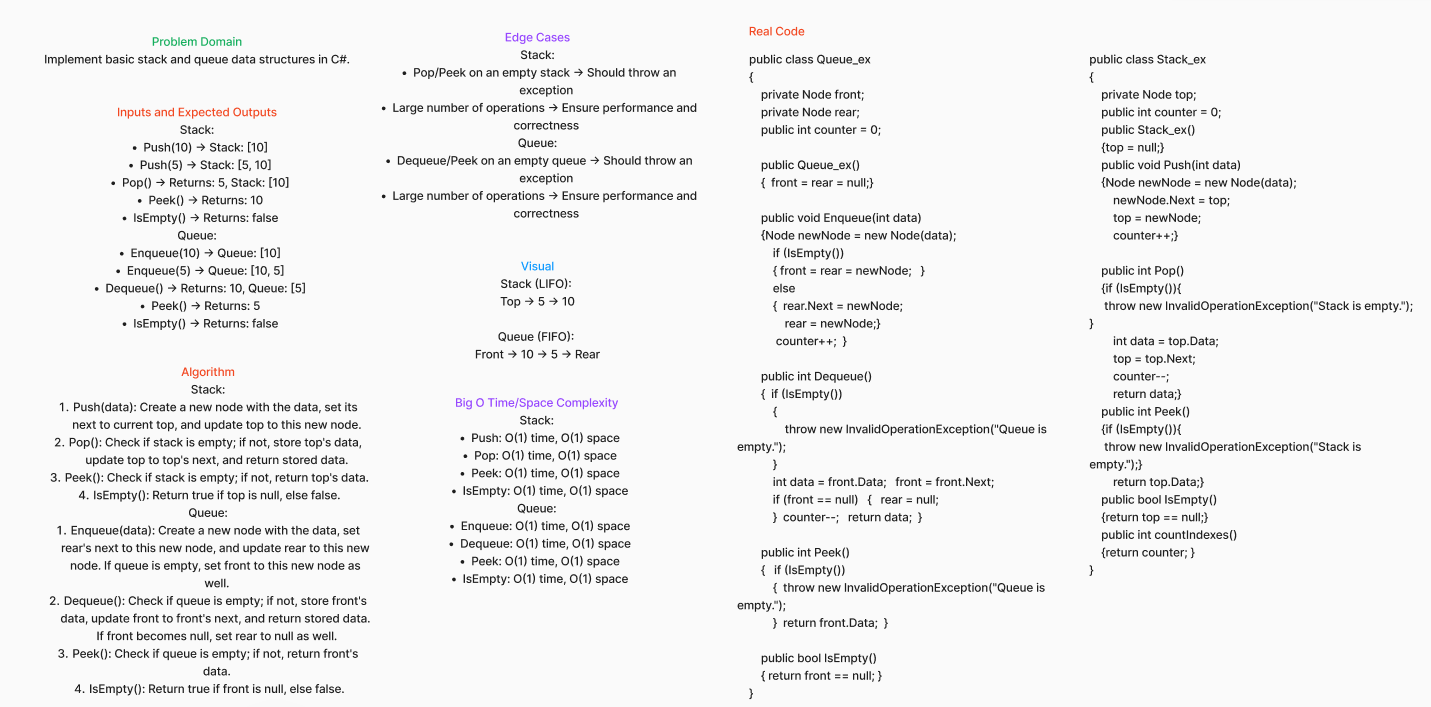 Problem Domain
Implement basic stack and queue data structures in C#.
Inputs and Expected Outputs
Stack:
• Push(10) → Stack: [10]
• Push(5) → Stack: [5, 10]
• Pop() → Returns: 5, Stack: [10]
• Peek() → Returns: 10
• IsEmpty() → Returns: false
Queue:
• Enqueue(10) → Queue: [10]
• Enqueue(5) → Queue: [10, 5]
• Dequeue() → Returns: 10, Queue: [5]
• Peek() → Returns: 5
• IsEmpty() → Returns: false
Algorithm
Stack:
1. Push(data): Create a new node with the data, set its
next to current top, and update top to this new node.
2. Pop(): Check if stack is empty; if not, store top's data,
update top to top's next, and return stored data.
3. Peek(): Check if stack is empty; if not, return top's data.
4. IsEmpty(): Return true if top is null, else false.
Queue:
1. Enqueue(data): Create a new node with the data, set
rear's next to this new node, and update rear to this new
node. If queue is empty, set front to this new node as
well.
2. Dequeue(): Check if queue is empty; if not, store front's
data, update front to front's next, and return stored data.
If front becomes null, set rear to null as well.
3. Peek(): Check if queue is empty; if not, return front's
data.
4. IsEmpty(): Return true if front is null, else false.
Edge Cases
Stack:
• Pop/Peek on an empty stack → Should throw an
exception
• Large number of operations → Ensure performance and
correctness
Queue:
• Dequeue/Peek on an empty queue → Should throw an
exception
• Large number of operations → Ensure performance and
correctness
Visual
Stack (LIFO):
Top → 5 → 10
Queue (FIFO):
Front → 10 → 5 → Rear
Big O Time/Space Complexity
Stack:
• Push: O(1) time, O(1) space
• Pop: O(1) time, O(1) space
• Peek: O(1) time, O(1) space
• IsEmpty: O(1) time, O(1) space
Queue:
• Enqueue: O(1) time, O(1) space
• Dequeue: O(1) time, O(1) space
• Peek: O(1) time, O(1) space
• IsEmpty: O(1) time, O(1) space
Real Code
public class Queue_ex
{
private Node front;
private Node rear;
public int counter = 0;
public Queue_ex()
{ front = rear = null;}
public void Enqueue(int data)
{Node newNode = new Node(data);
if (IsEmpty())
{ front = rear = newNode; }
else
{ rear.Next = newNode;
rear = newNode;}
counter++; }
public int Dequeue()
{ if (IsEmpty())
{
throw new InvalidOperationException("Queue is
empty.");
}
int data = front.Data; front = front.Next;
if (front == null) { rear = null;
} counter--; return data; }
public int Peek()
{ if (IsEmpty())
{ throw new InvalidOperationException("Queue is
empty.");
} return front.Data; }
public bool IsEmpty()
{ return front == null; }
}
public class Stack_ex
{
private Node top;
public int counter = 0;
public Stack_ex()
{top = null;}
public void Push(int data)
{Node newNode = new Node(data);
newNode.Next = top;
top = newNode;
counter++;}
public int Pop()
{if (IsEmpty()){
throw new InvalidOperationException("Stack is empty.");
}
int data = top.Data;
top = top.Next;
counter--;
return data;}
public int Peek()
{if (IsEmpty()){
throw new InvalidOperationException("Stack is
empty.");}
return top.Data;}
public bool IsEmpty()
{return top == null;}
public int countIndexes()
{return counter; }
}